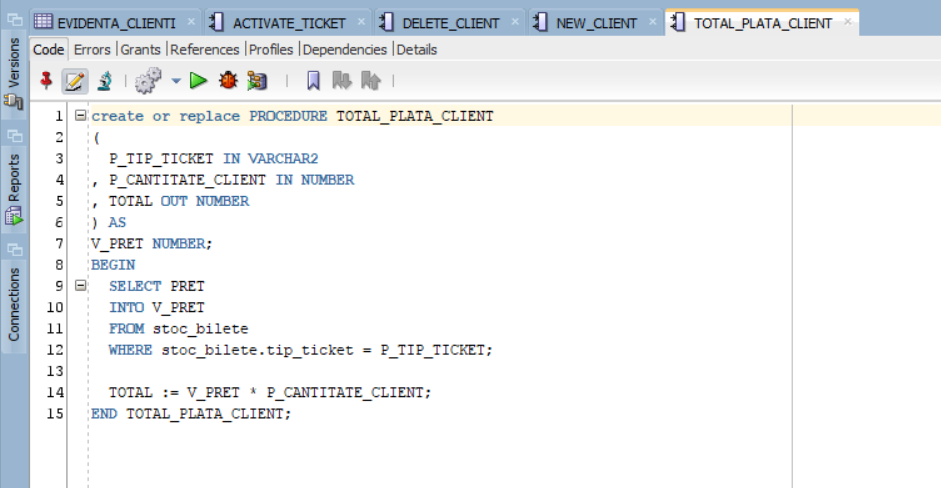 EVIDENTA_CLIENTI × ACTIVATE_TICKET × DELETE_CLIENT × NEW_CLIENT × TOTAL_PLATA_CLIENT ×
Code Errors |Grants |References |Profiles |Dependencies |Details
Versions
Reports
Connections
1 create or replace PROCEDURE TOTAL_PLATA_CLIENT
2 (
3 P_TIP_TICKET IN VARCHAR2
4 , P_CANTITATE_CLIENT IN NUMBER
5 , TOTAL OUT NUMBER
6 ) AS
7 V_PRET NUMBER;
8 BEGIN
9 SELECT PRET
10 INTO V_PRET
11 FROM stoc_bilete
12 WHERE stoc_bilete.tip_ticket = P_TIP_TICKET;
13
14 TOTAL := V_PRET * P_CANTITATE_CLIENT;
15 END TOTAL_PLATA_CLIENT;